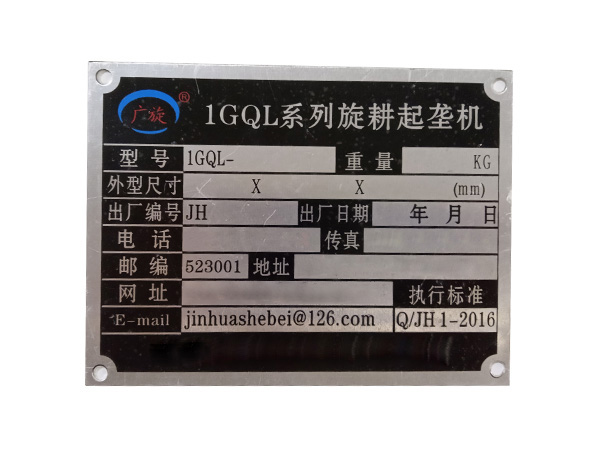 广旋®
1GQL系列旋耕起垄机
型号 1GQL- 重量 KG
外型尺寸 X X (mm)
出厂编号 JH 出厂日期 年 月 日
电话 传真
邮编 523001 地址
网址 执行标准
E-mail jinhuashebei@126.com Q/JH 1-2016